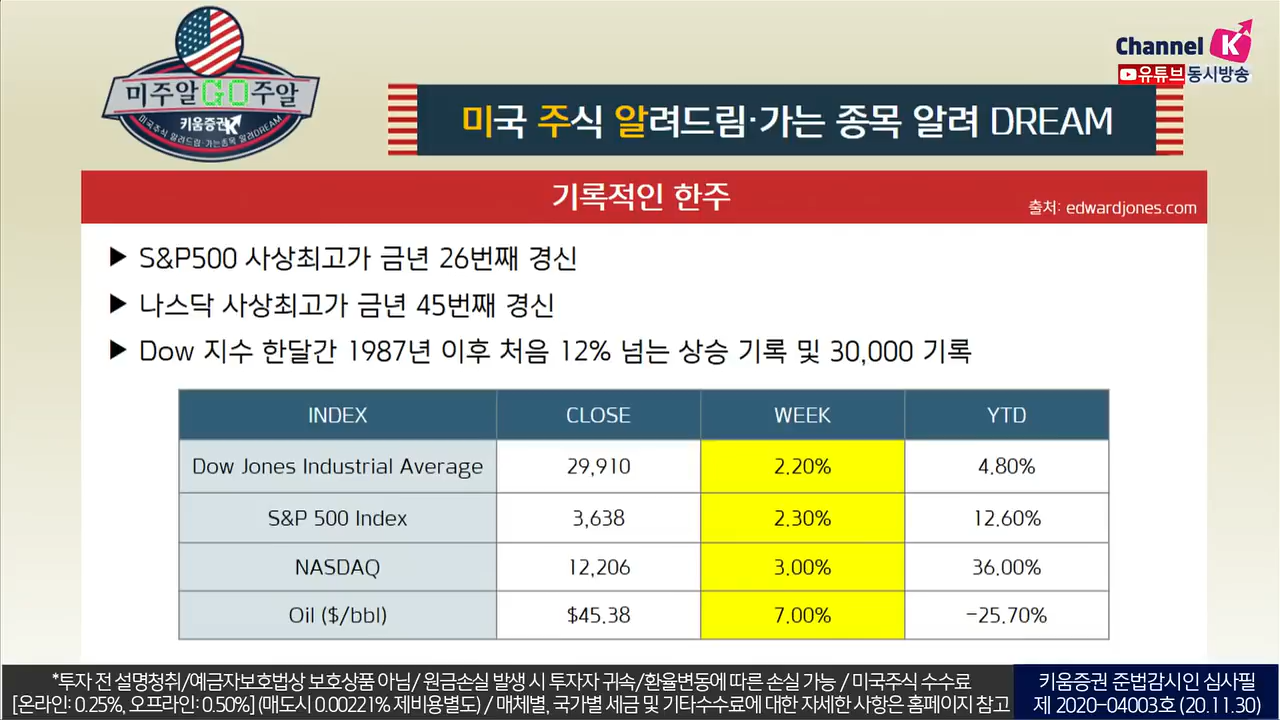 미주알GO주알
키움증권
미국주식 알려드림·가는종목 알려DREAM
Channel K
유튜브동시방송
미국 주식 알려드림·가는 종목 알려 DREAM
기록적인 한주
출처: edwardjones.com
▶ S&P500 사상최고가 금년 26번째 경신
▶ 나스닥 사상최고가 금년 45번째 경신
▶ Dow 지수 한달간 1987년 이후 처음 12% 넘는 상승 기록 및 30,000 기록
INDEX CLOSE WEEK YTD
Dow Jones Industrial Average 29,910 2.20% 4.80%
S&P 500 Index 3,638 2.30% 12.60%
NASDAQ 12,206 3.00% 36.00%
Oil ($/bbl) $45.38 7.00% -25.70%
*투자 전 설명청취/예금자보호법상 보호상품 아님/ 원금손실 발생 시 투자자 귀속/환율변동에 따른 손실 가능 / 미국주식 수수료
[온라인: 0.25%, 오프라인: 0.50%] (매도시 0.00221% 제비용별도) / 매체별, 국가별 세금 및 기타수수료에 대한 자세한 사항은 홈페이지 참고
키움증권 준법감시인 심사필
제 2020-04003호 (20.11.30)